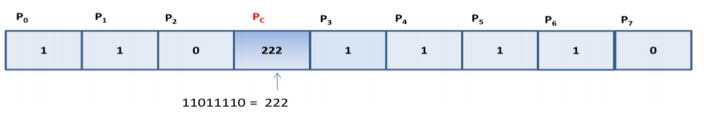 P0 P1 P2 PC P3 P4 P5 P6 P7
1 1 0 222 1 1 1 1 0
11011110 = 222